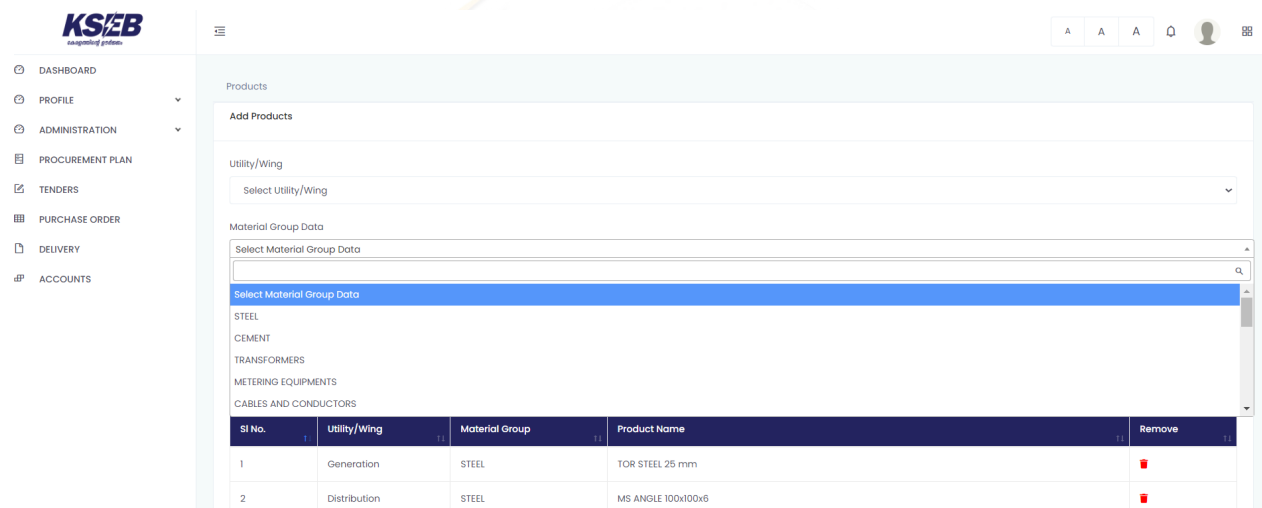 KSEB
DASHBOARD
PROFILE
ADMINISTRATION
PROCUREMENT PLAN
TENDERS
PURCHASE ORDER
DELIVERY
ACCOUNTS
A A A
Products
Add Products
Utility/Wing
Select Utility/Wing
Material Group Data
Select Material Group Data
Select Material Group Data
STEEL
CEMENT
TRANSFORMERS
METERING EQUIPMENTS
CABLES AND CONDUCTORS
Sl No. Utility/Wing Material Group Product Name Remove
1 Generation STEEL TOR STEEL 25 mm
2 Distribution STEEL MS ANGLE 100x100x6